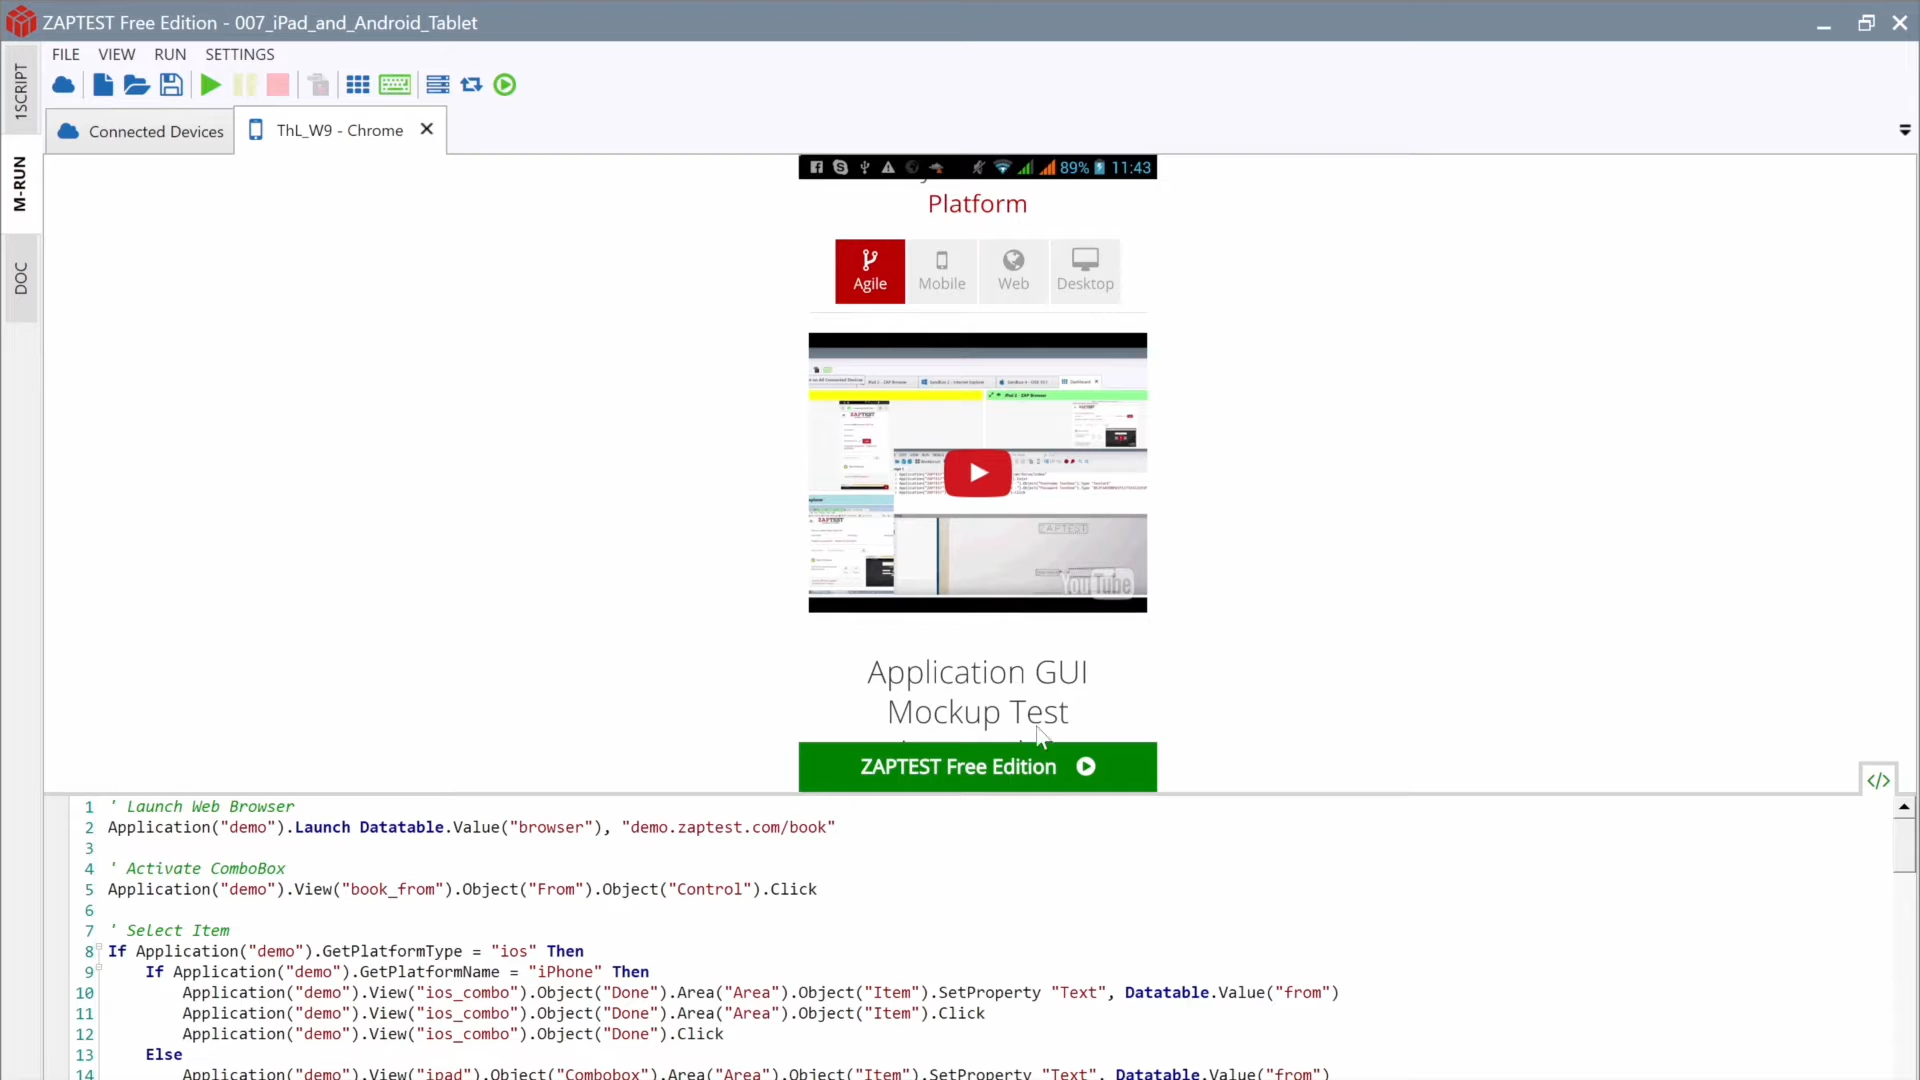 ZAPTEST Free Edition - 007_iPad_and_Android_Tablet
FILE VIEW RUN SETTINGS
1SCRIPT
M-RUN
DOC
Connected Devices
ThL_W9 - Chrome
89% 11:43
Platform
Agile
Mobile
Web
Desktop
iPad 2 - ZAP Browser
ZAPTEST
YouTube
Application GUI
Mockup Test
ZAPTEST Free Edition
</>
1 ' Launch Web Browser
2 Application("demo").Launch Datatable.Value("browser"), "demo.zaptest.com/book"
3
4 ' Activate ComboBox
5 Application("demo").View("book_from").Object("From").Object("Control").Click
6
7 ' Select Item
8 If Application("demo").GetPlatformType = "ios" Then
9 If Application("demo").GetPlatformName = "iPhone" Then
10 Application("demo").View("ios_combo").Object("Done").Area("Area").Object("Item").SetProperty "Text", Datatable.Value("from")
11 Application("demo").View("ios_combo").Object("Done").Area("Area").Object("Item").Click
12 Application("demo").View("ios_combo").Object("Done").Click
13 Else
14 Application("demo").View("ipad").Object("Combobox").Area("Area").Object("Item").SetProperty "Text", Datatable.Value("from")